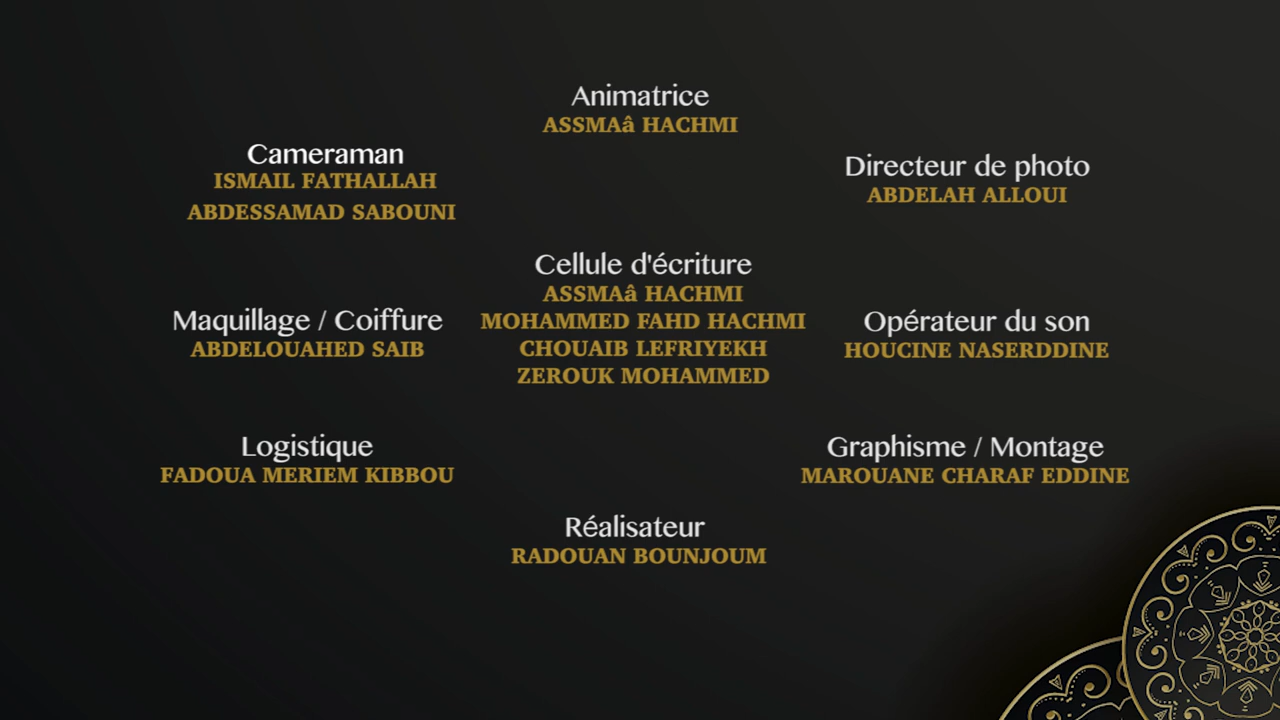 Animatrice
ASSMAâ HACHMI
Cameraman
ISMAIL FATHALLAH
ABDESSAMAD SABOUNI
Directeur de photo
ABDELAH ALLOUI
Cellule d'écriture
ASSMAâ HACHMI
MOHAMMED FAHD HACHMI
CHOUAIB LEFRIYEKH
ZEROUK MOHAMMED
Maquillage / Coiffure
ABDELOUAHED SAIB
Opérateur du son
HOUCINE NASERDDINE
Logistique
FADOUA MERIEM KIBBOU
Graphisme / Montage
MAROUANE CHARAF EDDINE
Réalisateur
RADOUAN BOUNJOUM